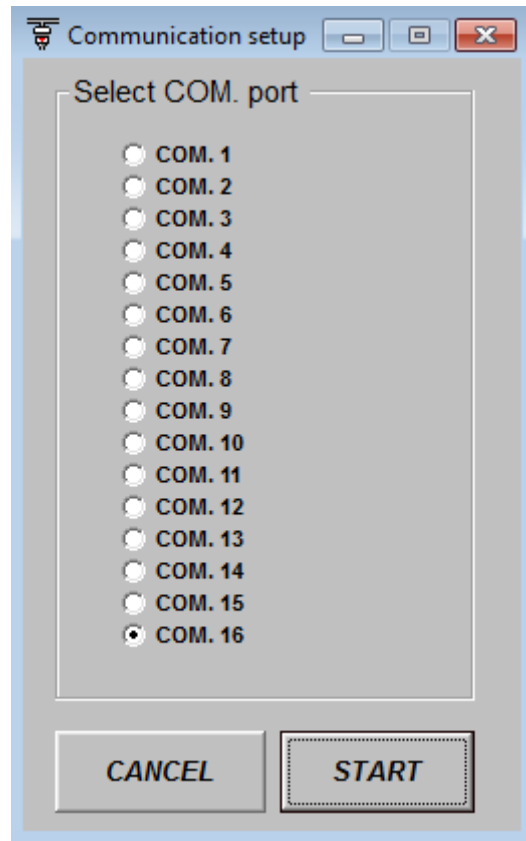 Communication setup
Select COM. port
COM. 1
COM. 2
COM. 3
COM. 4
COM. 5
COM. 6
COM. 7
COM. 8
COM. 9
COM. 10
COM. 11
COM. 12
COM. 13
COM. 14
COM. 15
COM. 16
CANCEL START